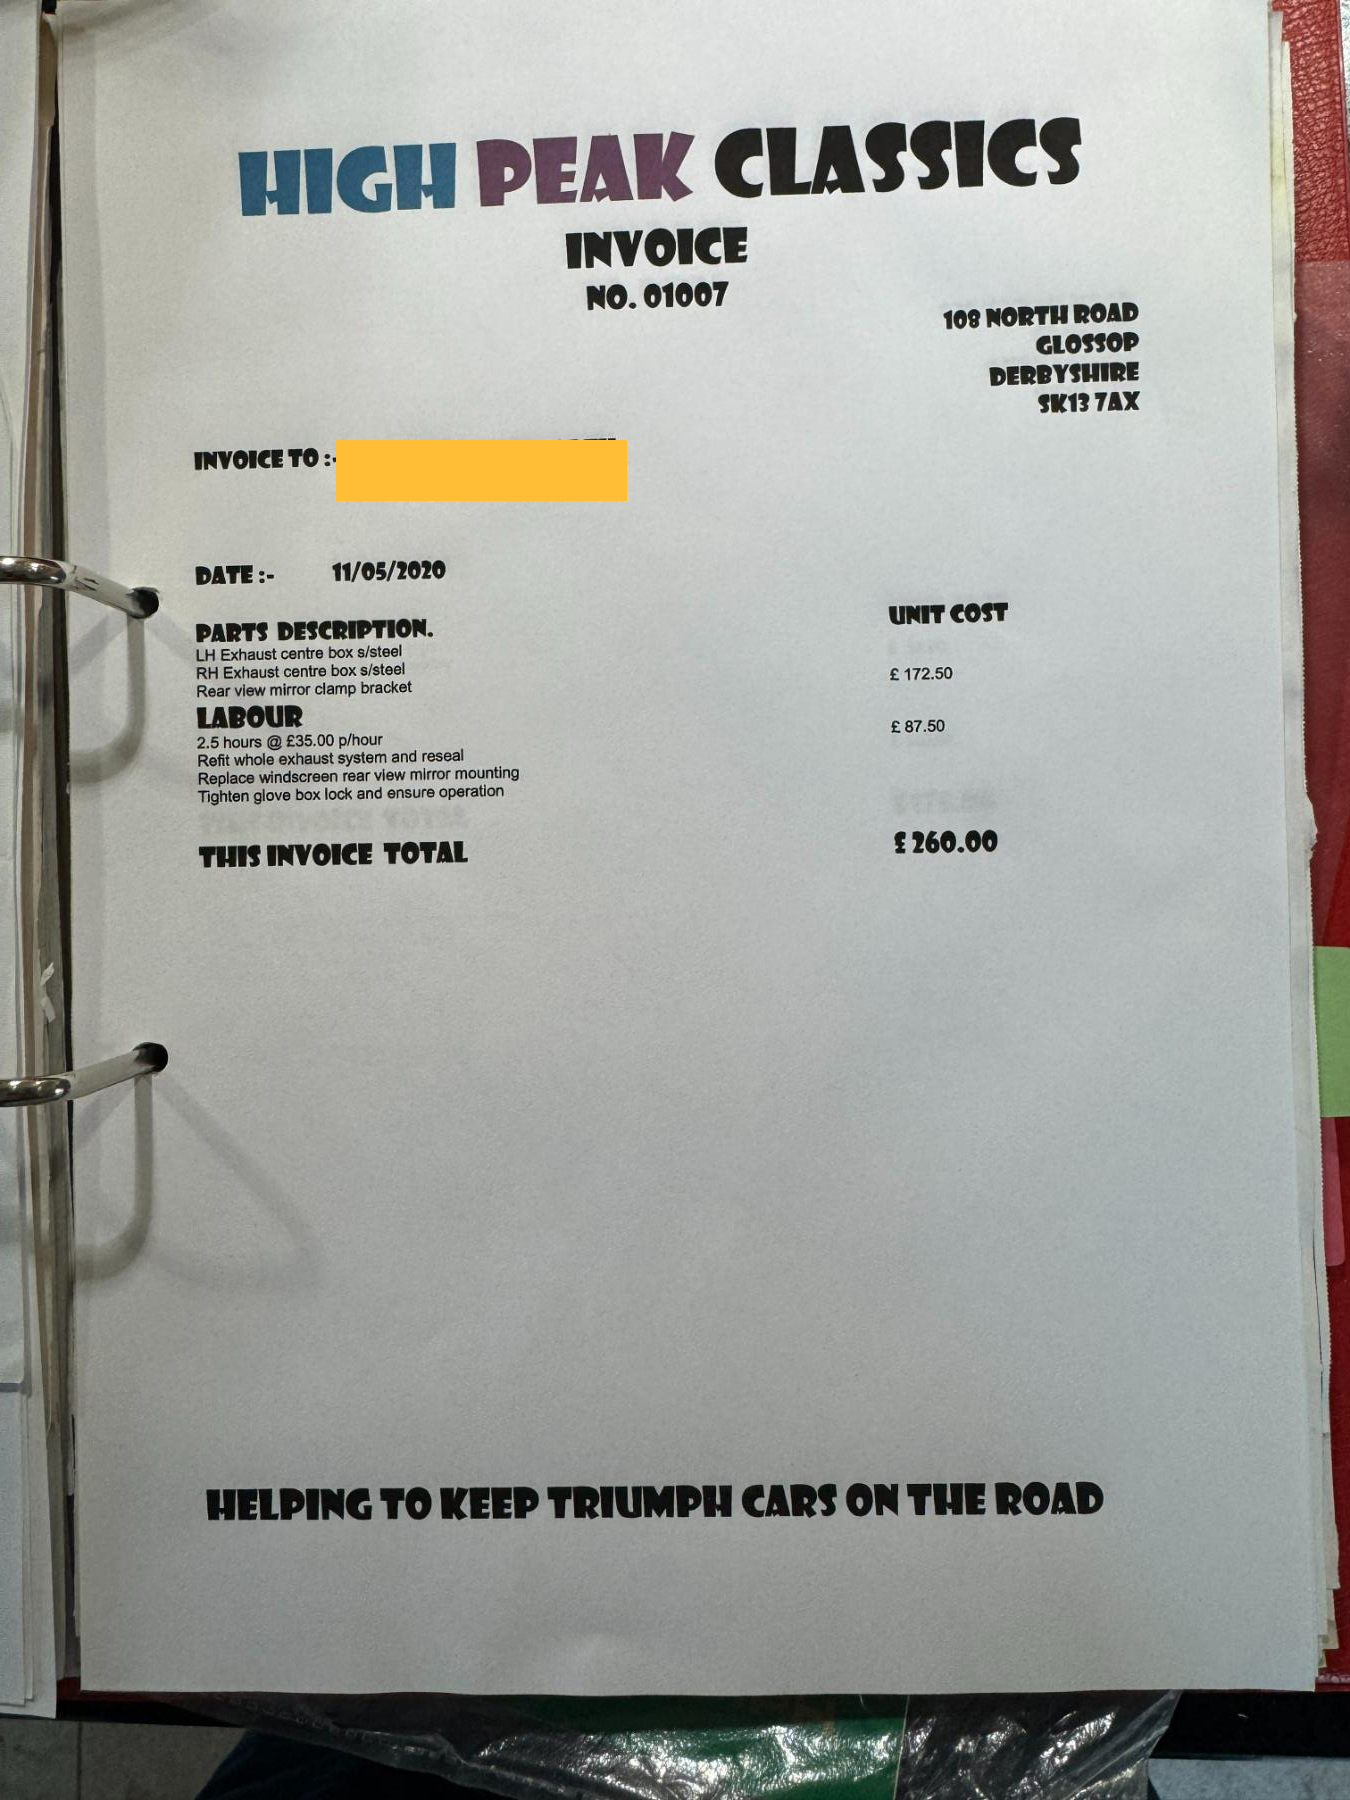 HIGH PEAK CLASSICS
INVOICE
NO. 01007
108 NORTH ROAD
GLOSSOP
DERBYSHIRE
SK13 7AX
INVOICE TO :-
DATE :- 11/05/2020
PARTS DESCRIPTION. UNIT COST
LH Exhaust centre box s/steel
RH Exhaust centre box s/steel £ 172.50
Rear view mirror clamp bracket
LABOUR
2.5 hours @ £35.00 p/hour £ 87.50
Refit whole exhaust system and reseal
Replace windscreen rear view mirror mounting
Tighten glove box lock and ensure operation
THIS INVOICE TOTAL £ 260.00
HELPING TO KEEP TRIUMPH CARS ON THE ROAD